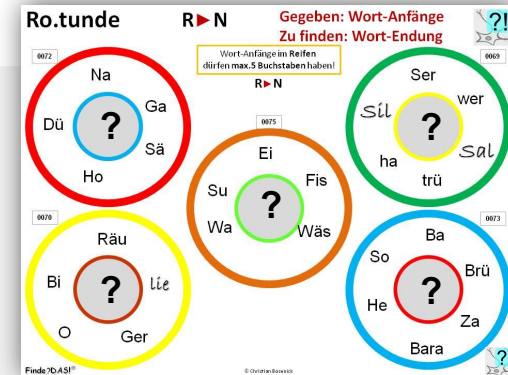 Ro.tunde
R►N
Gegeben: Wort-Anfänge
Zu finden: Wort-Endung
?!
Wort-Anfänge im Reifen
dürfen max.5 Buchstaben haben!
R►N
0072
Na
Ga
Dü
?
Sä
Ho
0069
Ser
wer
Sil
?
Sal
ha
trü
0075
Ei
Fis
Su
?
Wa
Wäs
0070
Räu
Bi
?
lie
O
Ger
0073
Ba
So
Brü
?
He
Za
Bara
Finde?DAS!®
© Christian Bozenick
?